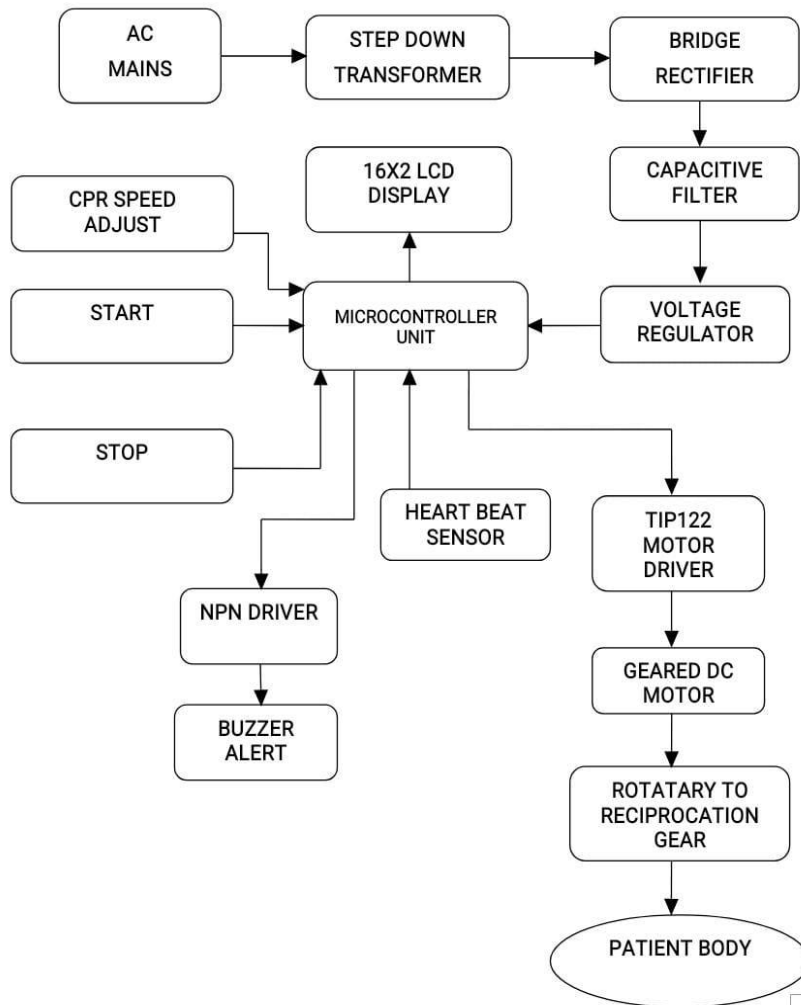 AC
MAINS
STEP DOWN
TRANSFORMER
BRIDGE
RECTIFIER
16X2 LCD
DISPLAY
CAPACITIVE
FILTER
CPR SPEED
ADJUST
START
MICROCONTROLLER
UNIT
VOLTAGE
REGULATOR
STOP
HEART BEAT
SENSOR
TIP122
MOTOR
DRIVER
NPN DRIVER
GEARED DC
MOTOR
BUZZER
ALERT
ROTATARY TO
RECIPROCATION
GEAR
PATIENT BODY